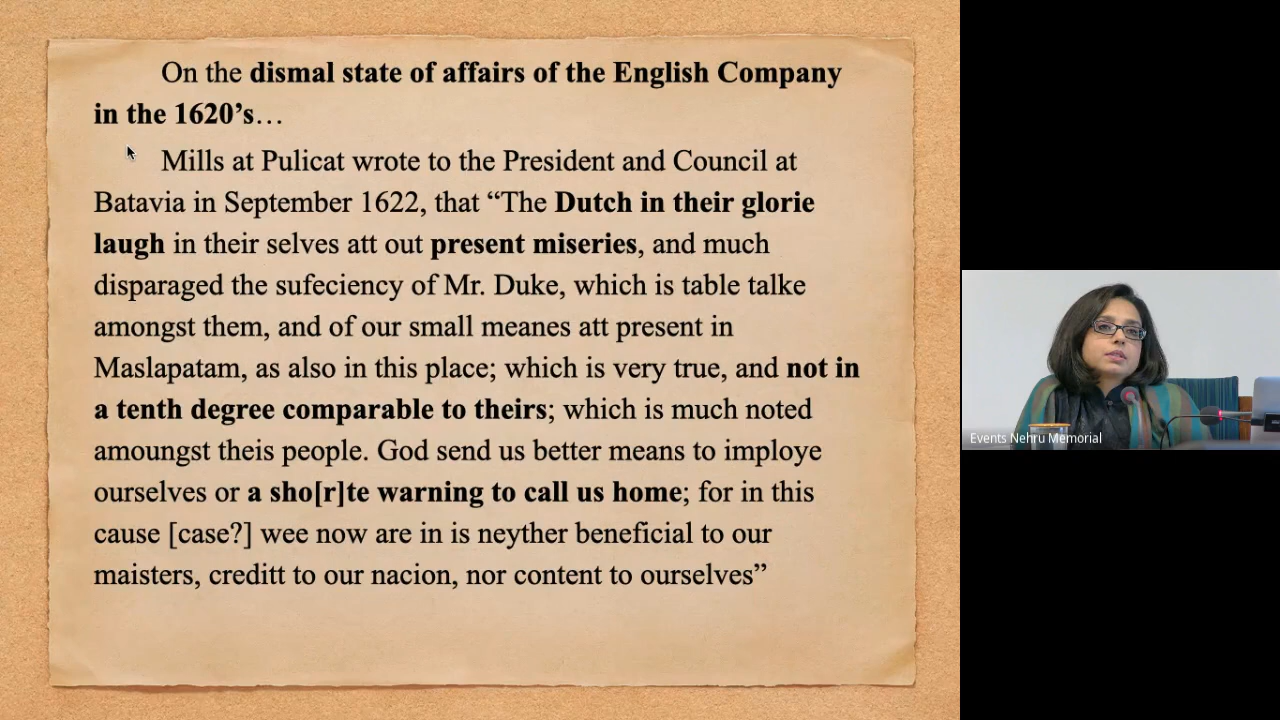 On the dismal state of affairs of the English Company
in the 1620’s…
Mills at Pulicat wrote to the President and Council at
Batavia in September 1622, that “The Dutch in their glorie
laugh in their selves att out present miseries, and much
disparaged the sufeciency of Mr. Duke, which is table talke
amongst them, and of our small meanes att present in
Maslapatam, as also in this place; which is very true, and not in
a tenth degree comparable to theirs; which is much noted
amoungst theis people. God send us better means to imploye
ourselves or a sho[r]te warning to call us home; for in this
cause [case?] wee now are in is neyther beneficial to our
maisters, creditt to our nacion, nor content to ourselves”
Events Nehru Memorial